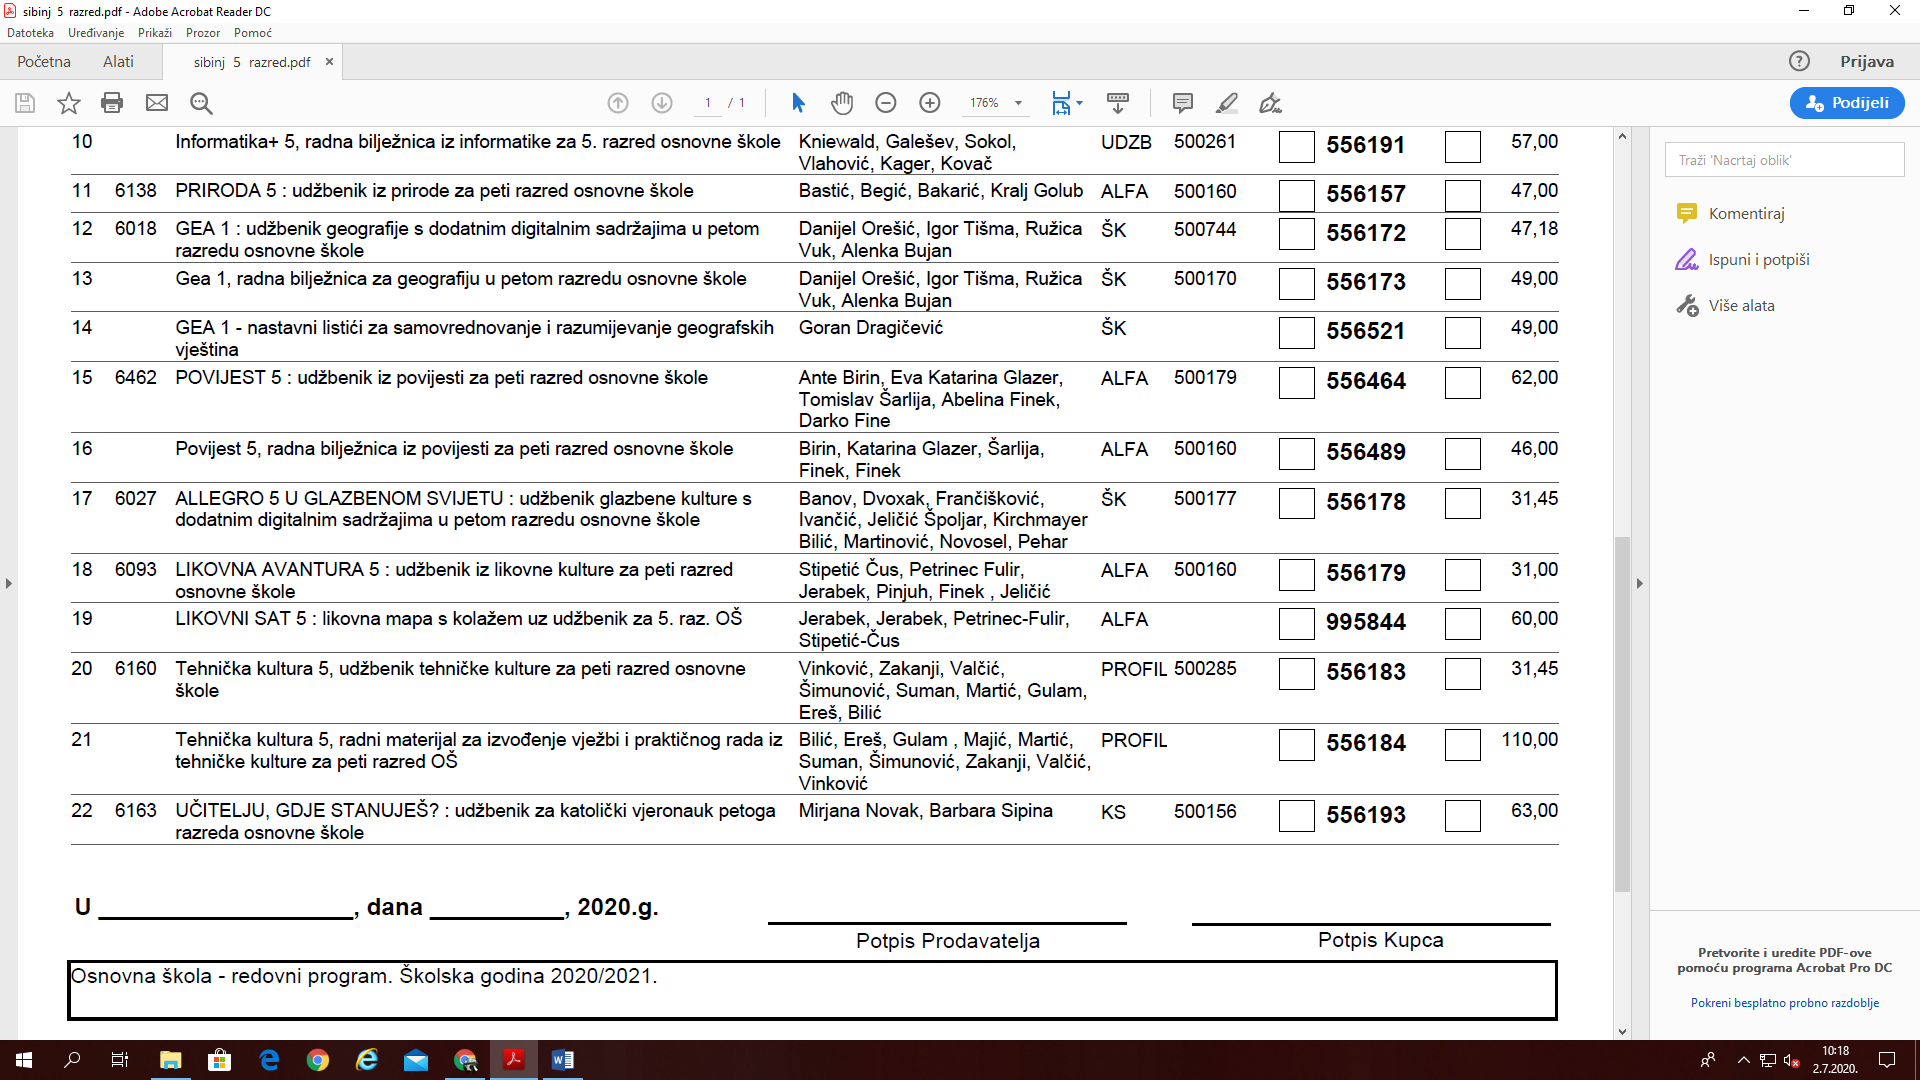 sibinj 5 razred.pdf - Adobe Acrobat Reader DC
Datoteka Uređivanje Prikaži Prozor Pomoć
Početna Alati sibinj 5 razred.pdf × Prijava
1 / 1 176% Podijeli
10 Informatika+ 5, radna bilježnica iz informatike za 5. razred osnovne škole Kniewald, Galešev, Sokol, UDZB 500261 556191 57,00
Vlahović, Kager, Kovač
11 6138 PRIRODA 5 : udžbenik iz prirode za peti razred osnovne škole Bastić, Begić, Bakarić, Kralj Golub ALFA 500160 556157 47,00
12 6018 GEA 1 : udžbenik geografije s dodatnim digitalnim sadržajima u petom Danijel Orešić, Igor Tišma, Ružica ŠK 500744 556172 47,18
razredu osnovne škole Vuk, Alenka Bujan
13 Gea 1, radna bilježnica za geografiju u petom razredu osnovne škole Danijel Orešić, Igor Tišma, Ružica ŠK 500170 556173 49,00
Vuk, Alenka Bujan
14 GEA 1 - nastavni listići za samovrednovanje i razumijevanje geografskih Goran Dragičević ŠK 556521 49,00
vještina
15 6462 POVIJEST 5 : udžbenik iz povijesti za peti razred osnovne škole Ante Birin, Eva Katarina Glazer, ALFA 500179 556464 62,00
Tomislav Šarlija, Abelina Finek,
Darko Fine
16 Povijest 5, radna bilježnica iz povijesti za peti razred osnovne škole Birin, Katarina Glazer, Šarlija, ALFA 500160 556489 46,00
Finek, Finek
17 6027 ALLEGRO 5 U GLAZBENOM SVIJETU : udžbenik glazbene kulture s Banov, Dvoxak, Frančišković, ŠK 500177 556178 31,45
dodatnim digitalnim sadržajima u petom razredu osnovne škole Ivančić, Jeličić Špoljar, Kirchmayer
Bilić, Martinović, Novosel, Pehar
18 6093 LIKOVNA AVANTURA 5 : udžbenik iz likovne kulture za peti razred Stipetić Čus, Petrinec Fulir, ALFA 500160 556179 31,00
osnovne škole Jerabek, Pinjuh, Finek , Jeličić
19 LIKOVNI SAT 5 : likovna mapa s kolažem uz udžbenik za 5. raz. OŠ Jerabek, Jerabek, Petrinec-Fulir, ALFA 995844 60,00
Stipetić-Čus
20 6160 Tehnička kultura 5, udžbenik tehničke kulture za peti razred osnovne Vinković, Zakanji, Valčić, PROFIL 500285 556183 31,45
škole Šimunović, Suman, Martić, Gulam,
Ereš, Bilić
21 Tehnička kultura 5, radni materijal za izvođenje vježbi i praktičnog rada iz Bilić, Ereš, Gulam , Majić, Martić, PROFIL 556184 110,00
tehničke kulture za peti razred OŠ Suman, Šimunović, Zakanji, Valčić,
Vinković
22 6163 UČITELJU, GDJE STANUJEŠ? : udžbenik za katolički vjeronauk petoga Mirjana Novak, Barbara Sipina KS 500156 556193 63,00
razreda osnovne škole
U ____________________, dana ___________, 2020.g.
Potpis Prodavatelja Potpis Kupca
Osnovna škola - redovni program. Školska godina 2020/2021.
Traži 'Nacrtaj oblik'
Komentiraj
Ispuni i potpiši
Više alata
Pretvorite i uredite PDF-ove
pomoću programa Acrobat Pro DC
Pokreni besplatno probno razdoblje
10:18
2.7.2020.